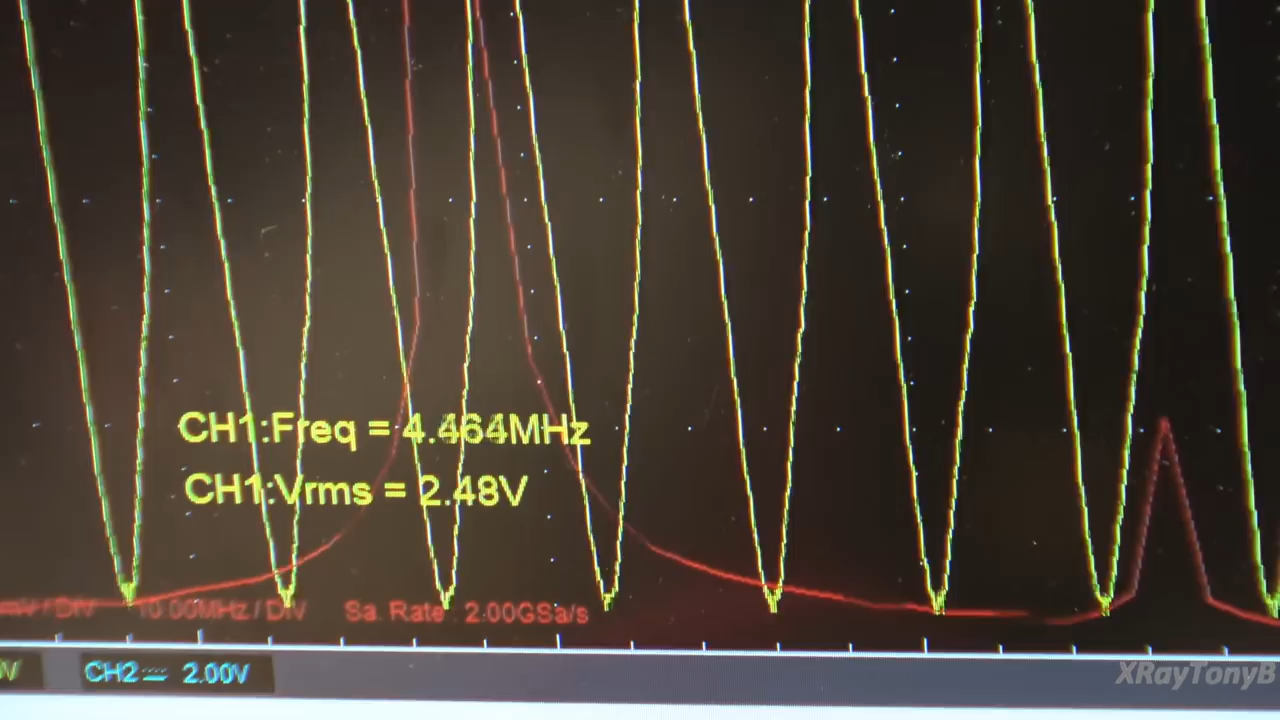 CH1:Freq = 4.464MHz
CH1:Vrms = 2.48V
/ DIV 10.00MHz / DIV Sa. Rate 2.00GSa/s
CH2 2.00V
XRayTonyB